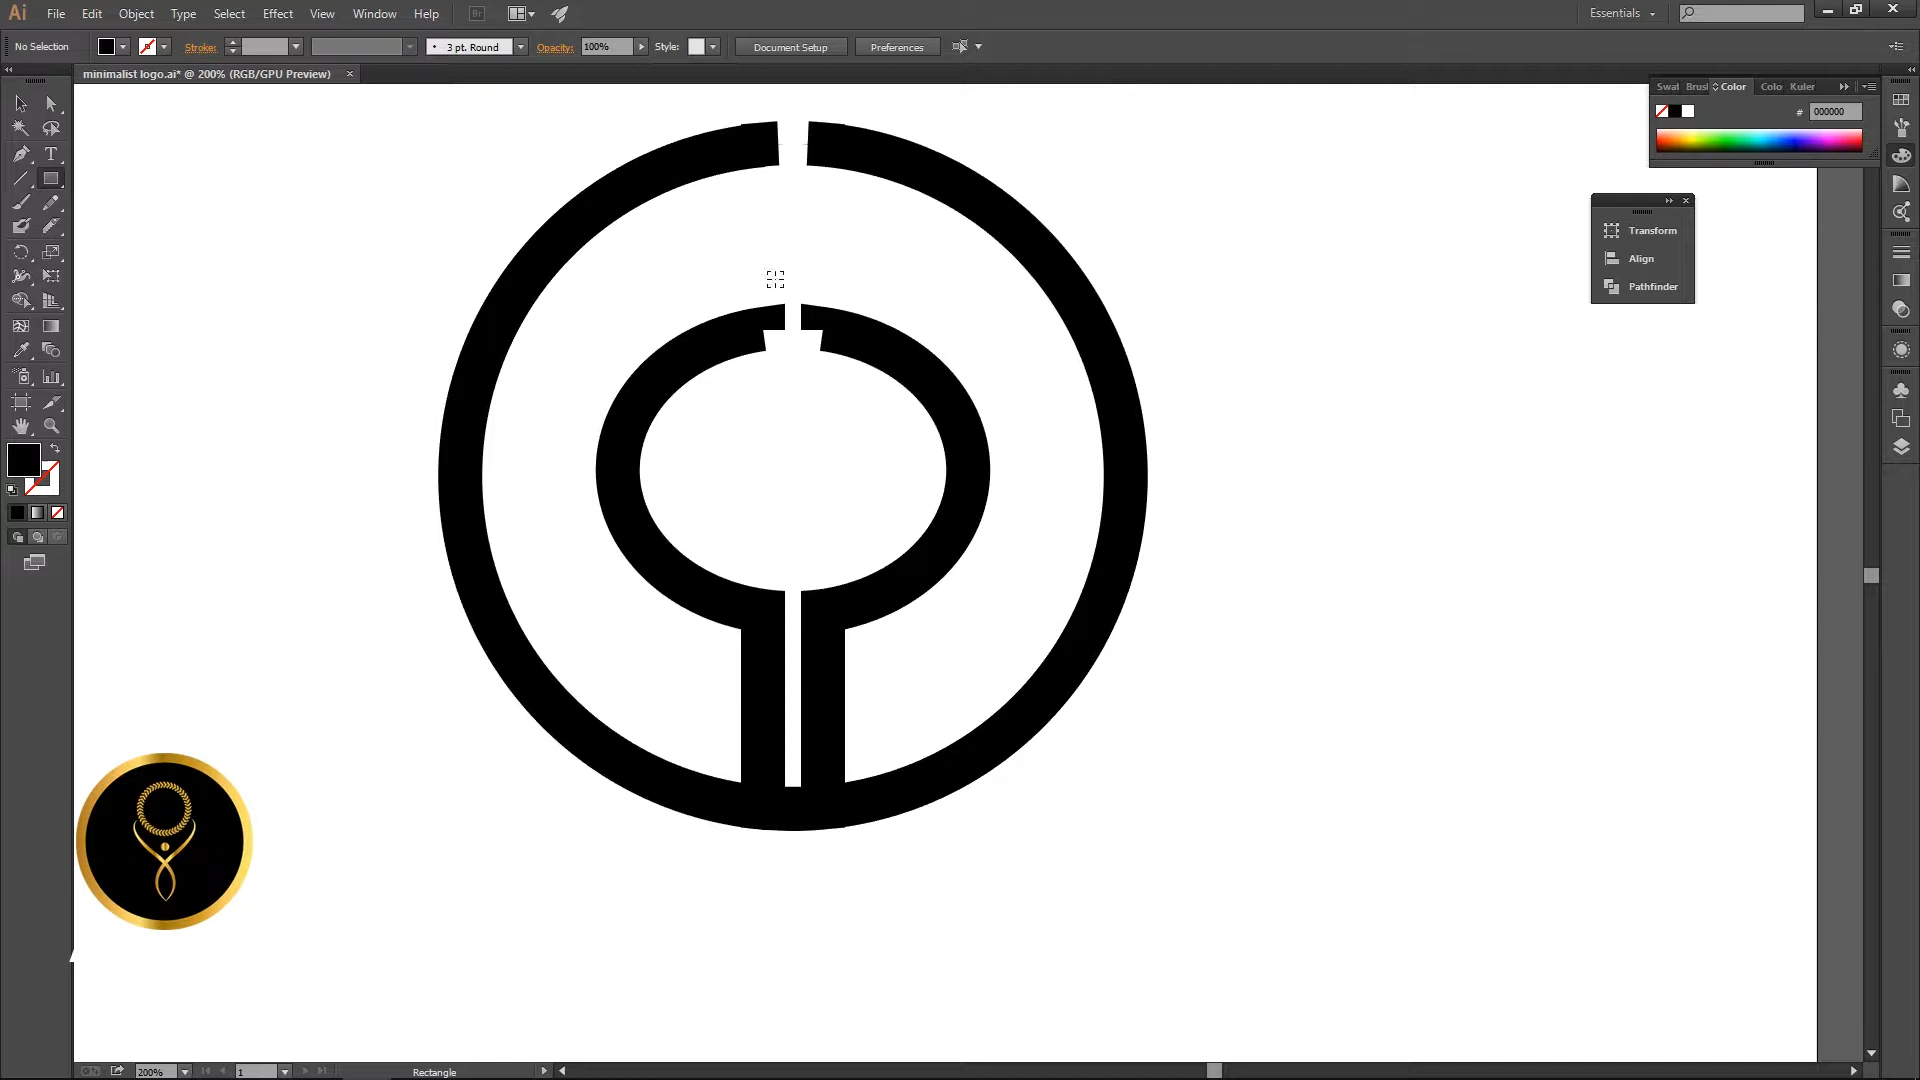 Ai File Edit Object Type Select Effect View Window Help Br Essentials
No Selection Stroke: 3 pt. Round Opacity: 100% Style: Document Setup Preferences
minimalist logo.ai* @ 200% (RGB/GPU Preview)
Swat Brusl Color Colo Kuler
# 000000
Transform
Align
Pathfinder
T
200% 1 Rectangle